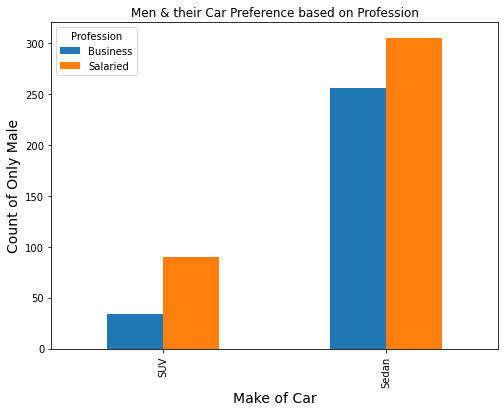 Men & their Car Preference based on Profession
Profession
Business
Salaried
Count of Only Male
300
250
200
150
100
50
0
SUV
Sedan
Make of Car